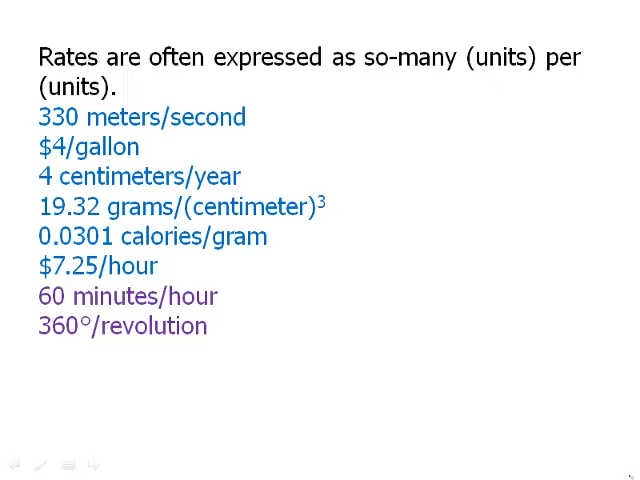 Rates are often expressed as so-many (units) per
(units).
330 meters/second
$4/gallon
4 centimeters/year
19.32 grams/(centimeter)³
0.0301 calories/gram
$7.25/hour
60 minutes/hour
360°/revolution